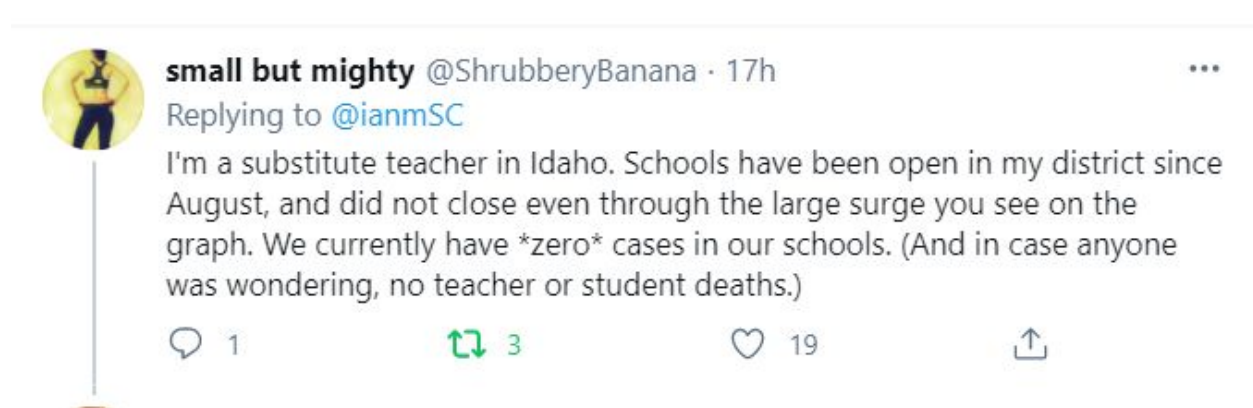 small but mighty @ShrubberyBanana · 17h
Replying to @ianmSC
I'm a substitute teacher in Idaho. Schools have been open in my district since
August, and did not close even through the large surge you see on the
graph. We currently have *zero* cases in our schools. (And in case anyone
was wondering, no teacher or student deaths.)
1 3 19